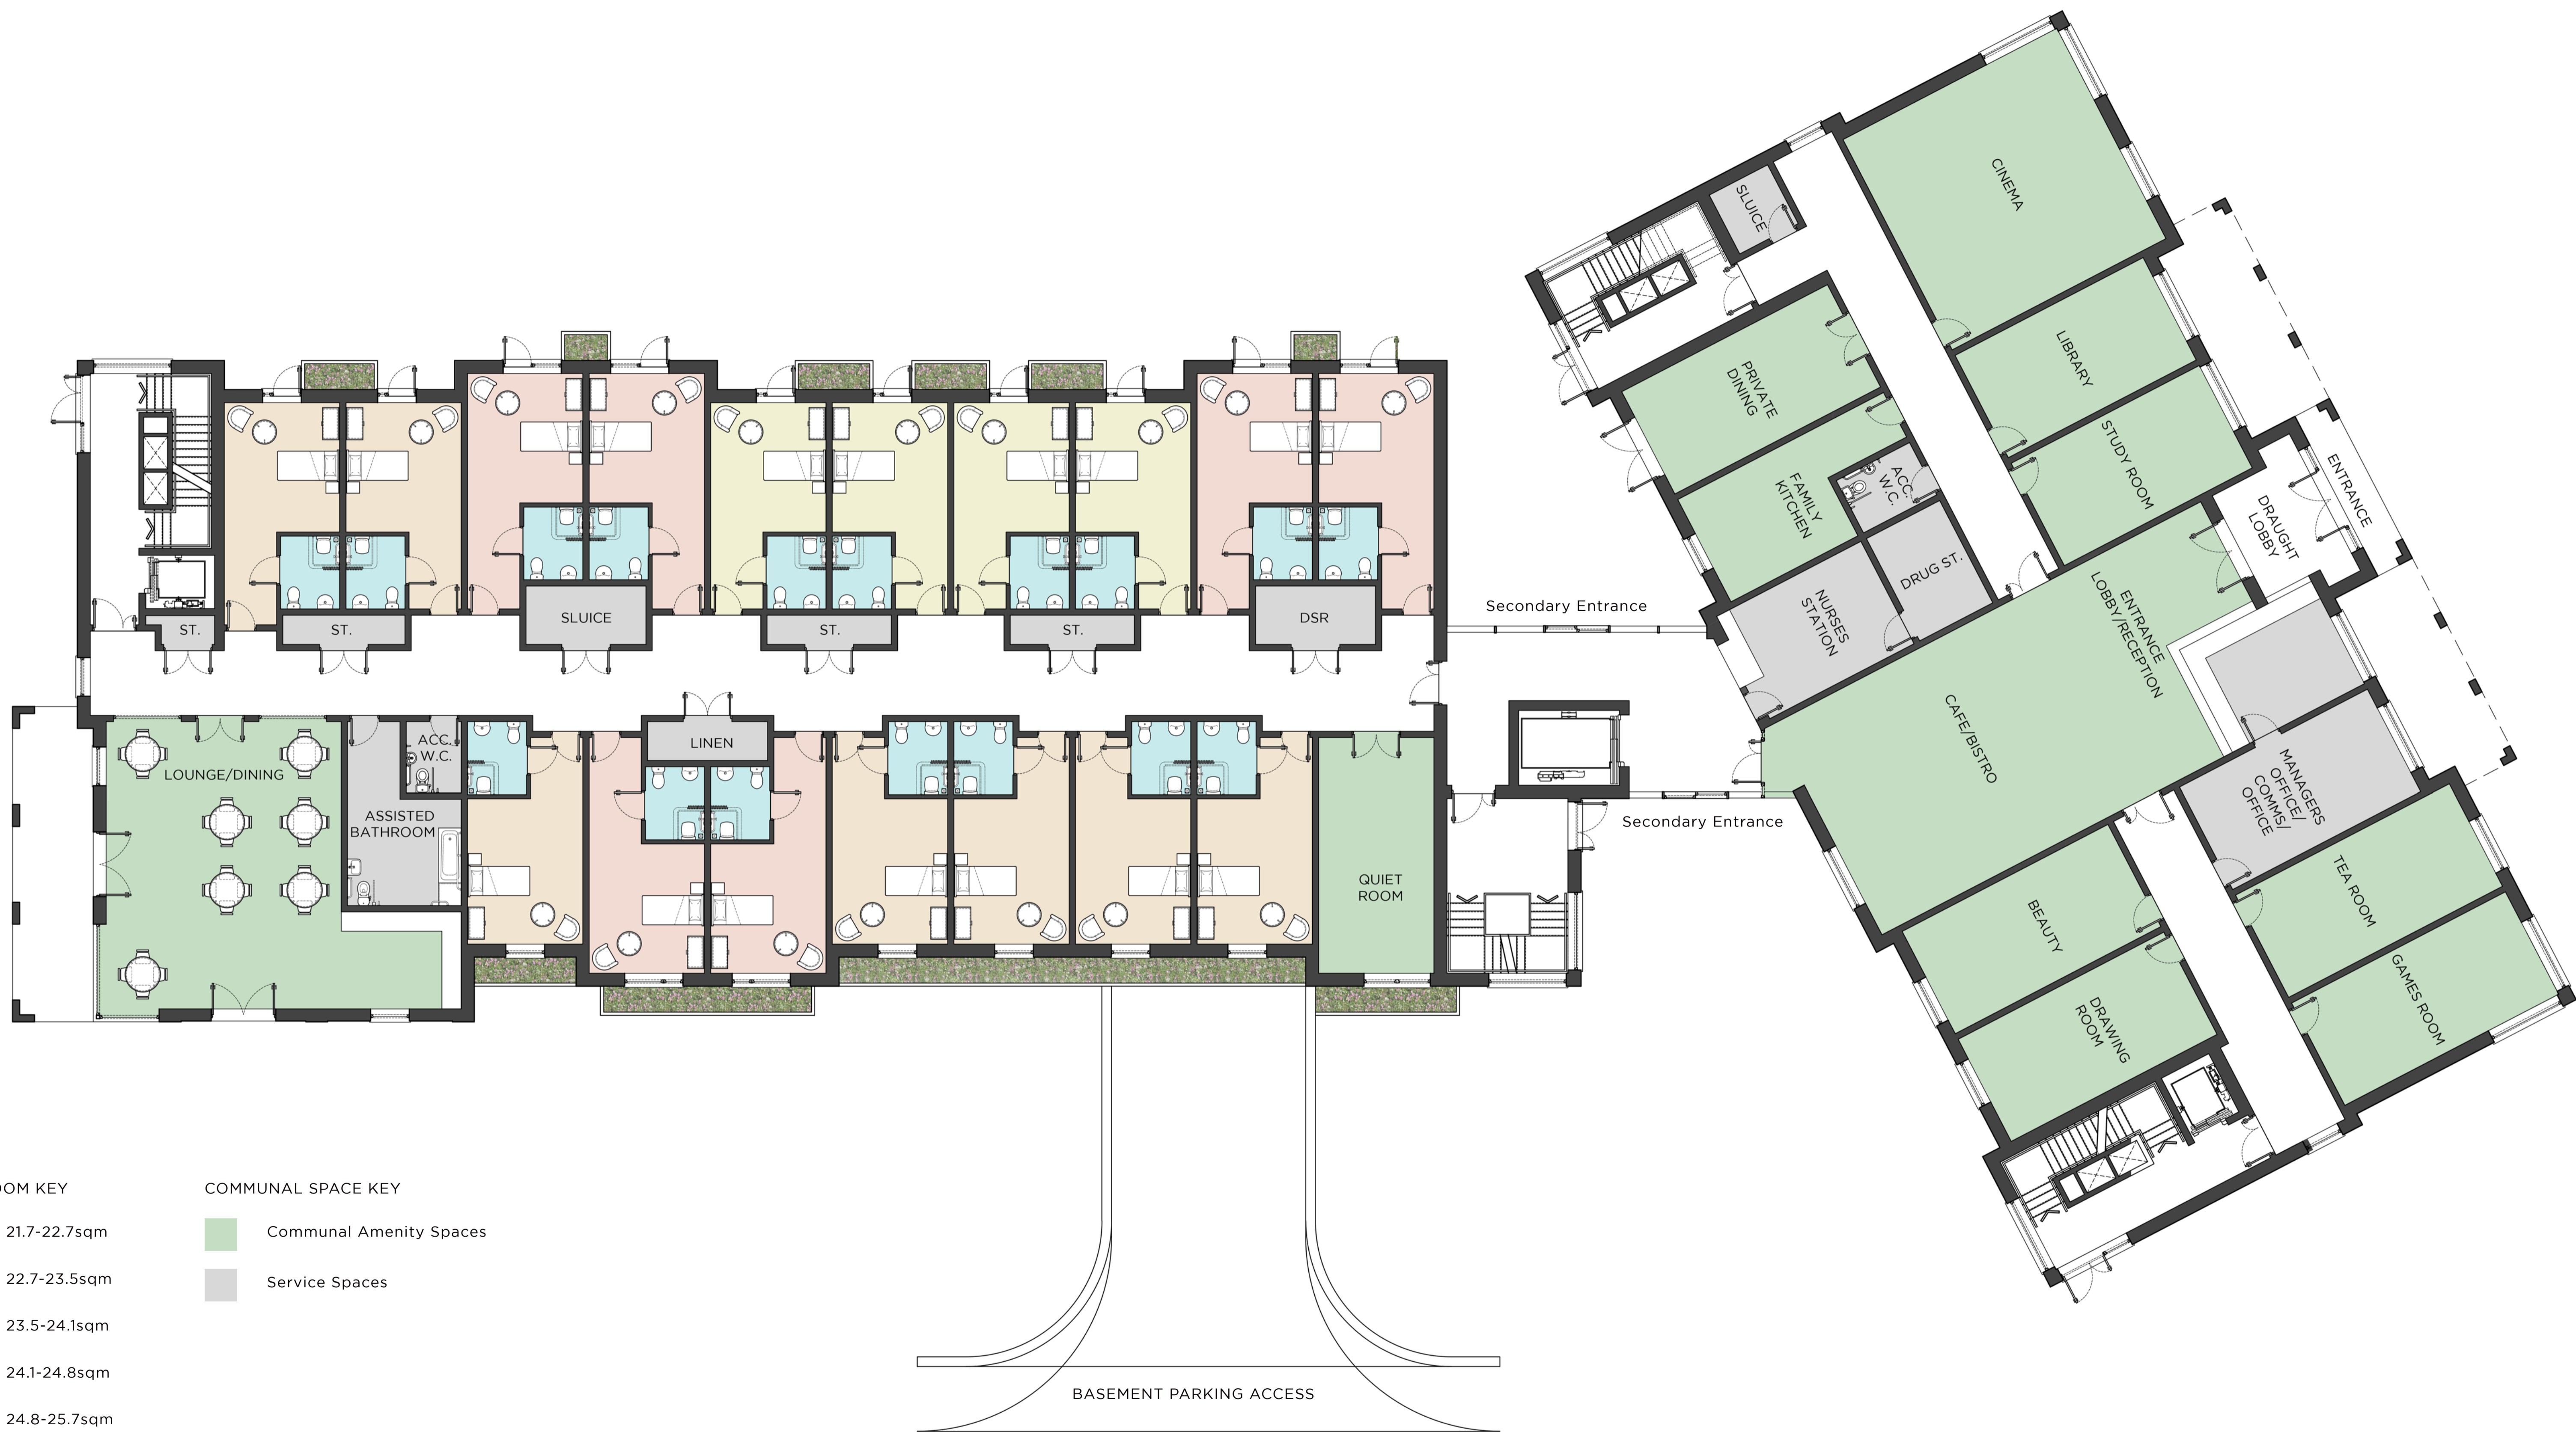 CINEMA
SLUICE
LIBRARY
PRIVATE
DINING
STUDY ROOM
ENTRANCE
FAMILY
KITCHEN
ACC.
W.C.
DRAUGHT
LOBBY
DRUG ST.
NURSES
STATION
ENTRANCE
LOBBY/RECEPTION
Secondary Entrance
ST.
ST.
SLUICE
ST.
ST.
DSR
CAFE/BISTRO
LINEN
ACC.
W.C.
LOUNGE/DINING
ASSISTED
BATHROOM
MANAGERS
OFFICE/
COMMS/
OFFICE
Secondary Entrance
QUIET
ROOM
TEA ROOM
BEAUTY
GAMES ROOM
DRAWING
ROOM
KEY
COMMUNAL SPACE KEY
21.7-22.7sqm
Communal Amenity Spaces
22.7-23.5sqm
Service Spaces
23.5-24.1sqm
24.1-24.8sqm
BASEMENT PARKING ACCESS
24.8-25.7sqm